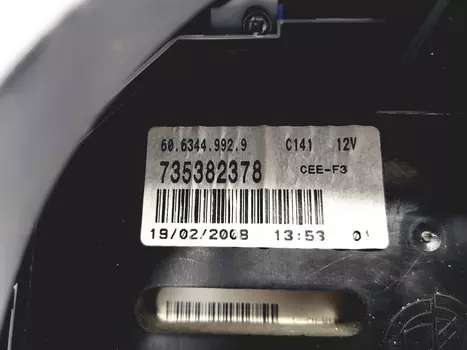 60.6344.992.9 C141 12V
735382378 CEE-F3
19/02/2008 13:53 01